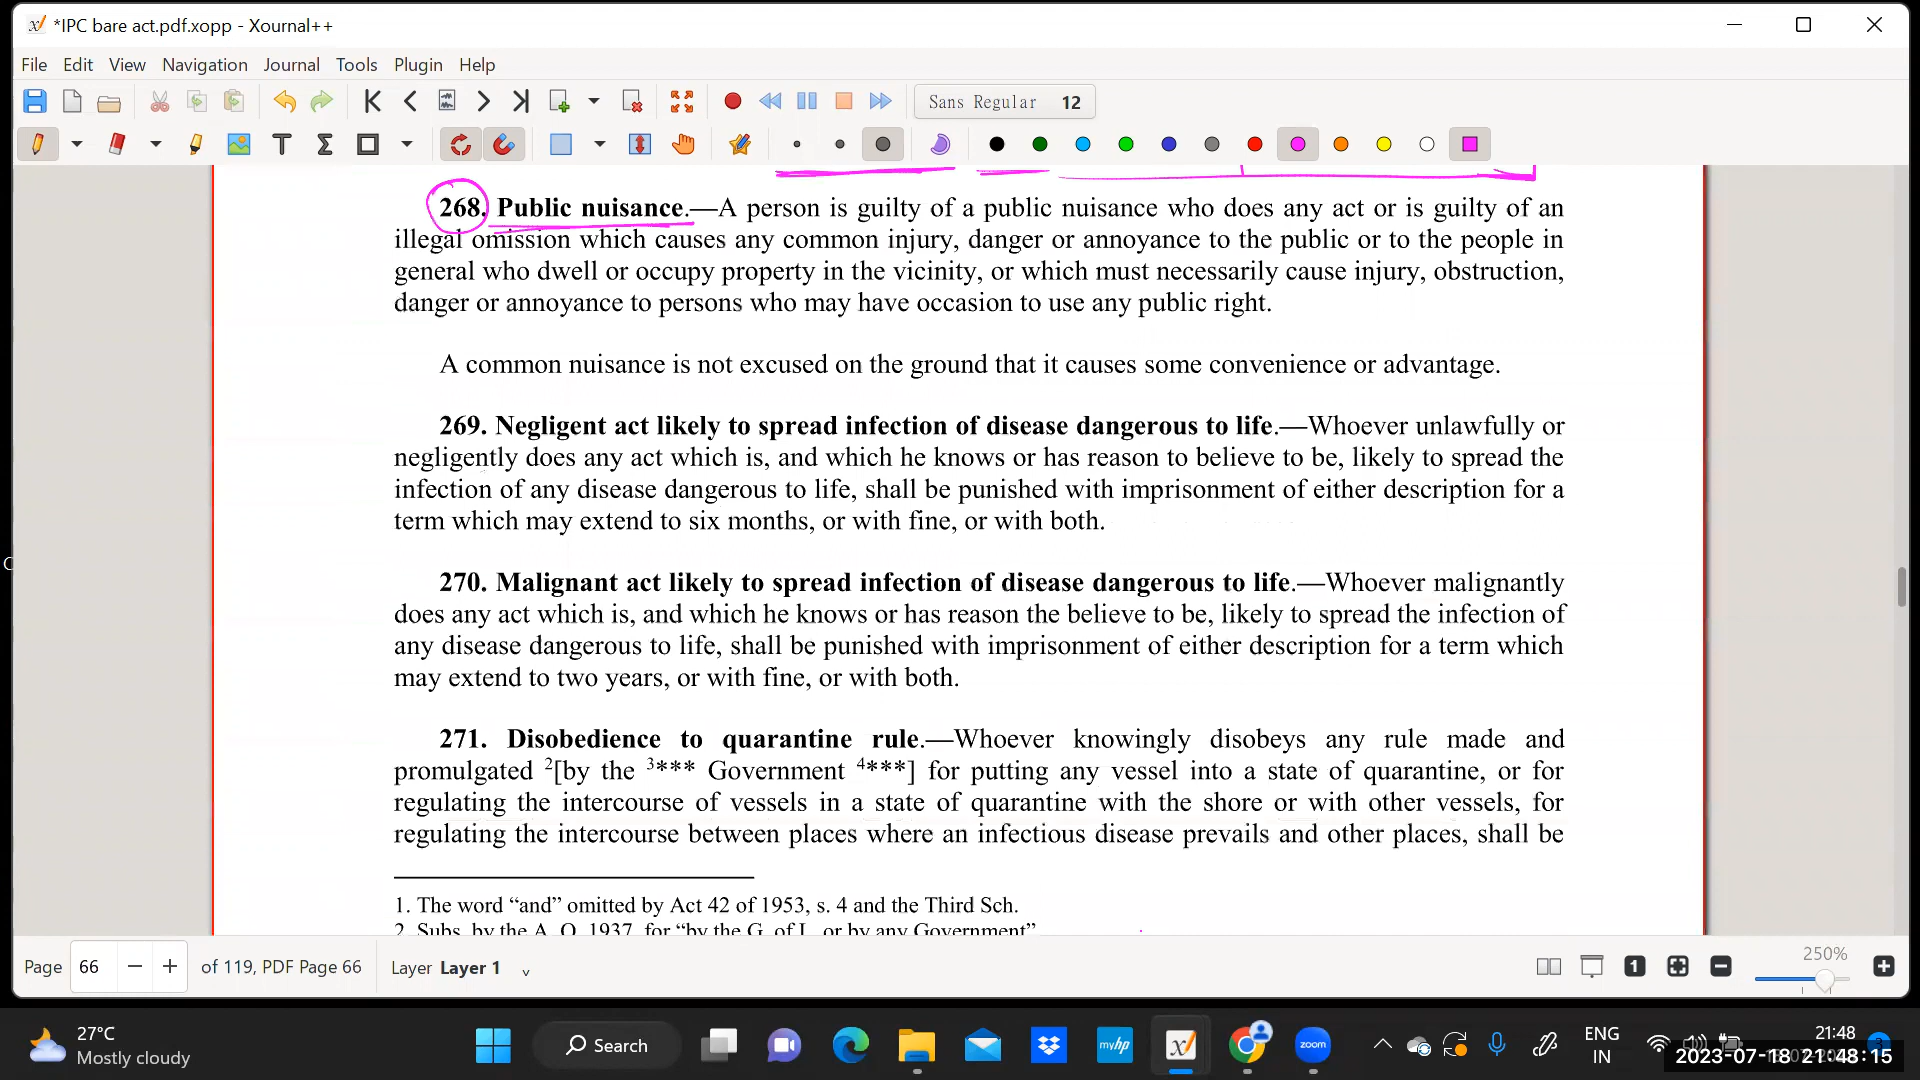 *IPC bare act.pdf.xopp - Xournal++
File Edit View Navigation Journal Tools Plugin Help
Sans Regular 12
268. Public nuisance.—A person is guilty of a public nuisance who does any act or is guilty of an
illegal omission which causes any common injury, danger or annoyance to the public or to the people in
general who dwell or occupy property in the vicinity, or which must necessarily cause injury, obstruction,
danger or annoyance to persons who may have occasion to use any public right.
A common nuisance is not excused on the ground that it causes some convenience or advantage.
269. Negligent act likely to spread infection of disease dangerous to life.—Whoever unlawfully or
negligently does any act which is, and which he knows or has reason to believe to be, likely to spread the
infection of any disease dangerous to life, shall be punished with imprisonment of either description for a
term which may extend to six months, or with fine, or with both.
270. Malignant act likely to spread infection of disease dangerous to life.—Whoever malignantly
does any act which is, and which he knows or has reason the believe to be, likely to spread the infection of
any disease dangerous to life, shall be punished with imprisonment of either description for a term which
may extend to two years, or with fine, or with both.
271. Disobedience to quarantine rule.—Whoever knowingly disobeys any rule made and
promulgated 2[by the 3*** Government 4***] for putting any vessel into a state of quarantine, or for
regulating the intercourse of vessels in a state of quarantine with the shore or with other vessels, for
regulating the intercourse between places where an infectious disease prevails and other places, shall be
1. The word “and” omitted by Act 42 of 1953, s. 4 and the Third Sch.
2. Subs. by the A. O. 1937, for “by the G. of I., or by any Government”
Page 66 of 119, PDF Page 66 Layer Layer 1 250%
27°C
Mostly cloudy
Search
myhp
zoom
ENG
IN
21:48
2023-07-18 21:48:15